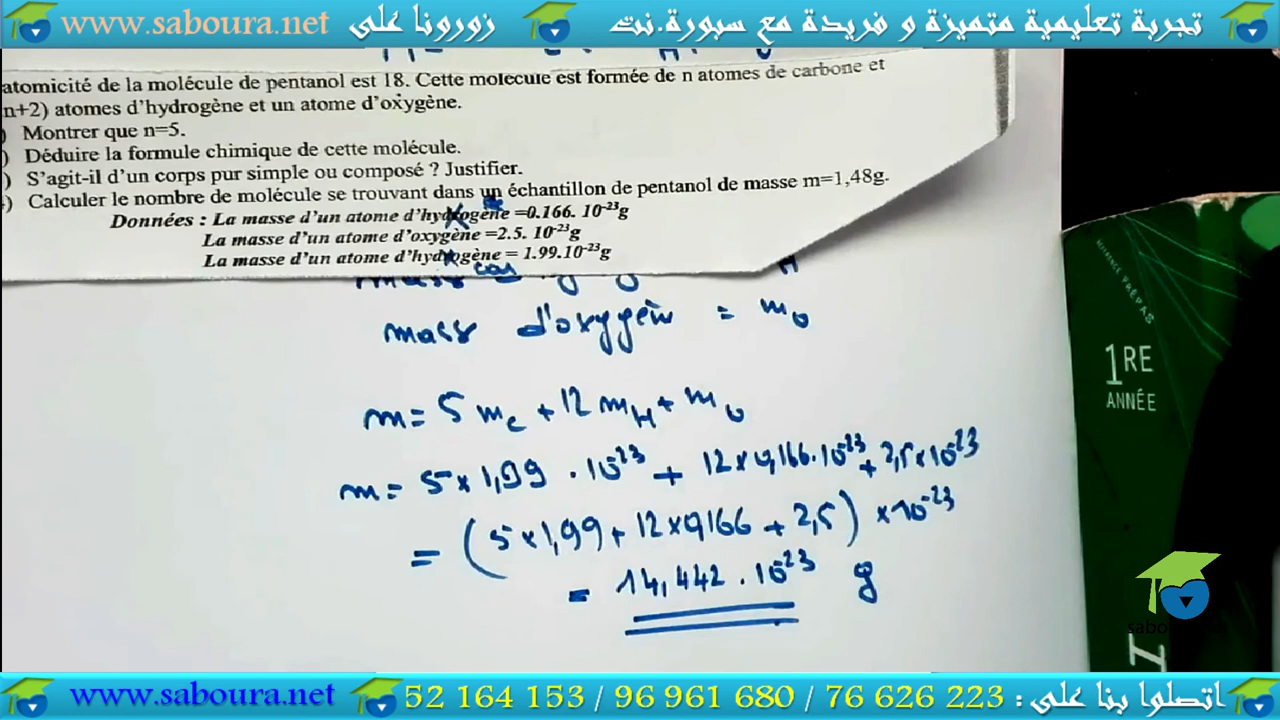 www.saboura.net زورونا على تجربة تعليمية متميزة و فريدة مع سبورة.نت
atomicité de la molécule de pentanol est 18. Cette molécule est formée de n atomes de carbone et
n+2) atomes d'hydrogène et un atome d'oxygène.
) Montrer que n=5.
) Déduire la formule chimique de cette molécule.
) S'agit-il d'un corps pur simple ou composé ? Justifier.
) Calculer le nombre de molécule se trouvant dans un échantillon de pentanol de masse m=1,48g.
Données : La masse d'un atome d'hydrogène =0.166. 10⁻²³g
La masse d'un atome d'oxygène =2.5. 10⁻²³g
La masse d'un atome d'hydrogène = 1.99.10⁻²³g
mass d'oxygèn = m₀
m = 5 m_c + 12 m_H + m_o
m = 5 × 1,99 . 10⁻²³ + 12 × 0,166 . 10⁻²³ + 2,5 × 10⁻²³
= (5 × 1,99 + 12 × 0,166 + 2,5) × 10⁻²³
= 14,442 . 10⁻²³ g
1RE
ANNÉE
www.saboura.net 52 164 153 / 96 961 680 / 76 626 223 : اتصلوا بنا على